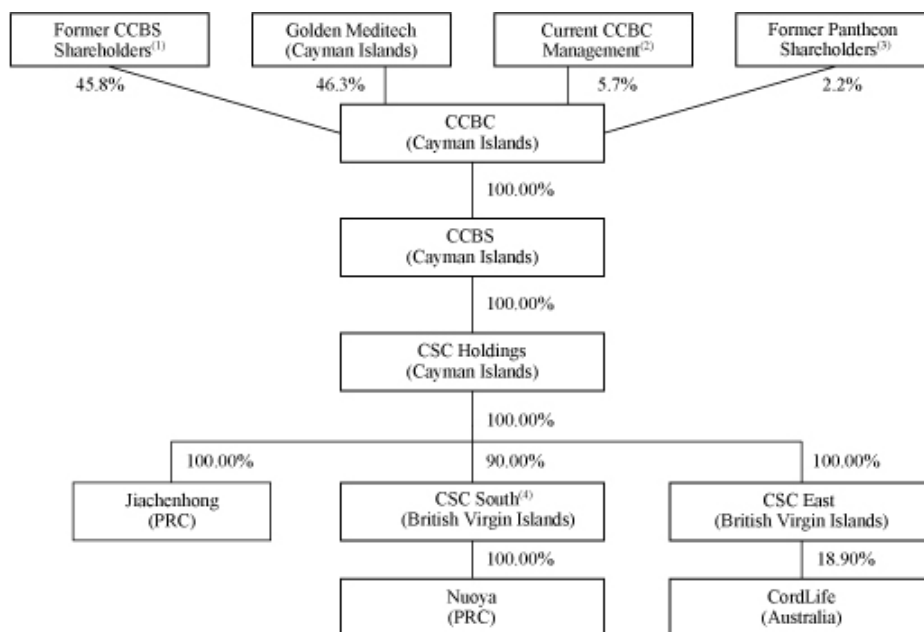 Former CCBS
Shareholders(1)
Golden Meditech
(Cayman Islands)
Current CCBC
Management(2)
Former Pantheon
Shareholders(3)
45.8%
46.3%
5.7%
2.2%
CCBC
(Cayman Islands)
100.00%
CCBS
(Cayman Islands)
100.00%
CSC Holdings
(Cayman Islands)
100.00%
100.00%
90.00%
100.00%
Jiachenhong
(PRC)
CSC South(4)
(British Virgin Islands)
CSC East
(British Virgin Islands)
100.00%
18.90%
Nuoya
(PRC)
CordLife
(Australia)